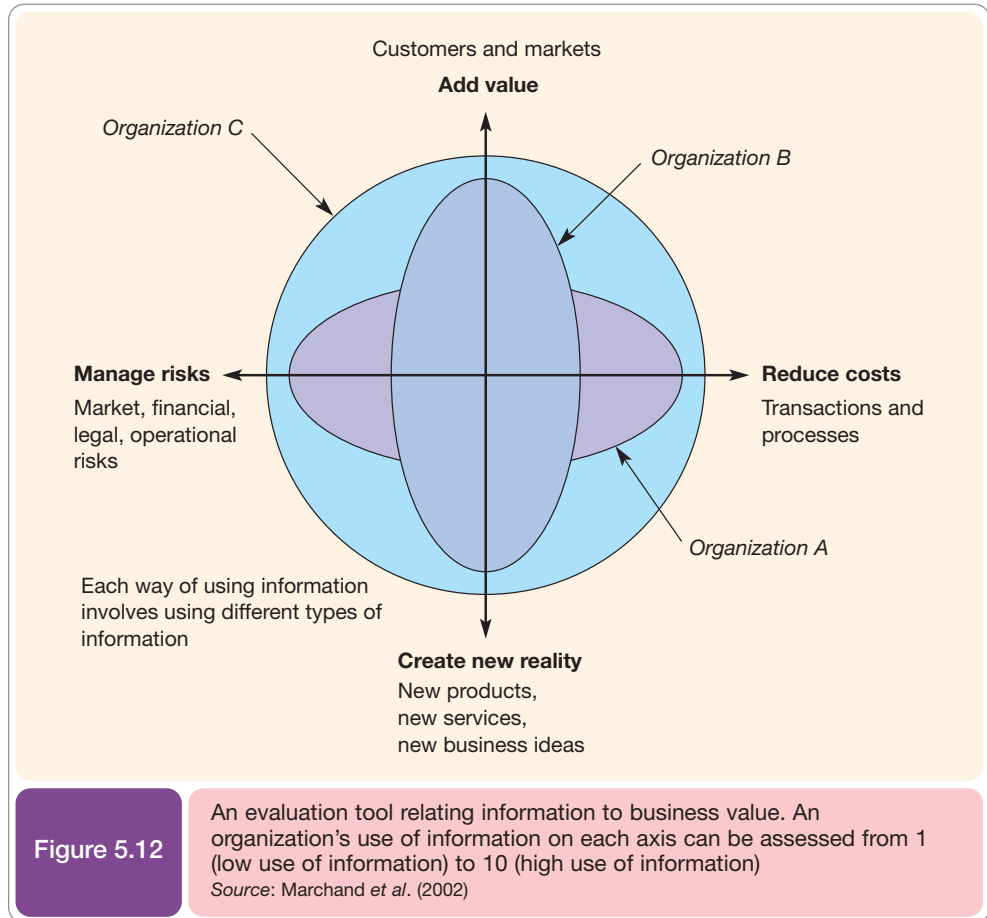 Customers and markets
Add value
Organization C
Organization B
Manage risks
Market, financial,
legal, operational
risks
Reduce costs
Transactions and
processes
Organization A
Each way of using information
involves using different types of
information
Create new reality
New products,
new services,
new business ideas
Figure 5.12
An evaluation tool relating information to business value. An
organization's use of information on each axis can be assessed from 1
(low use of information) to 10 (high use of information)
Source: Marchand et al. (2002)